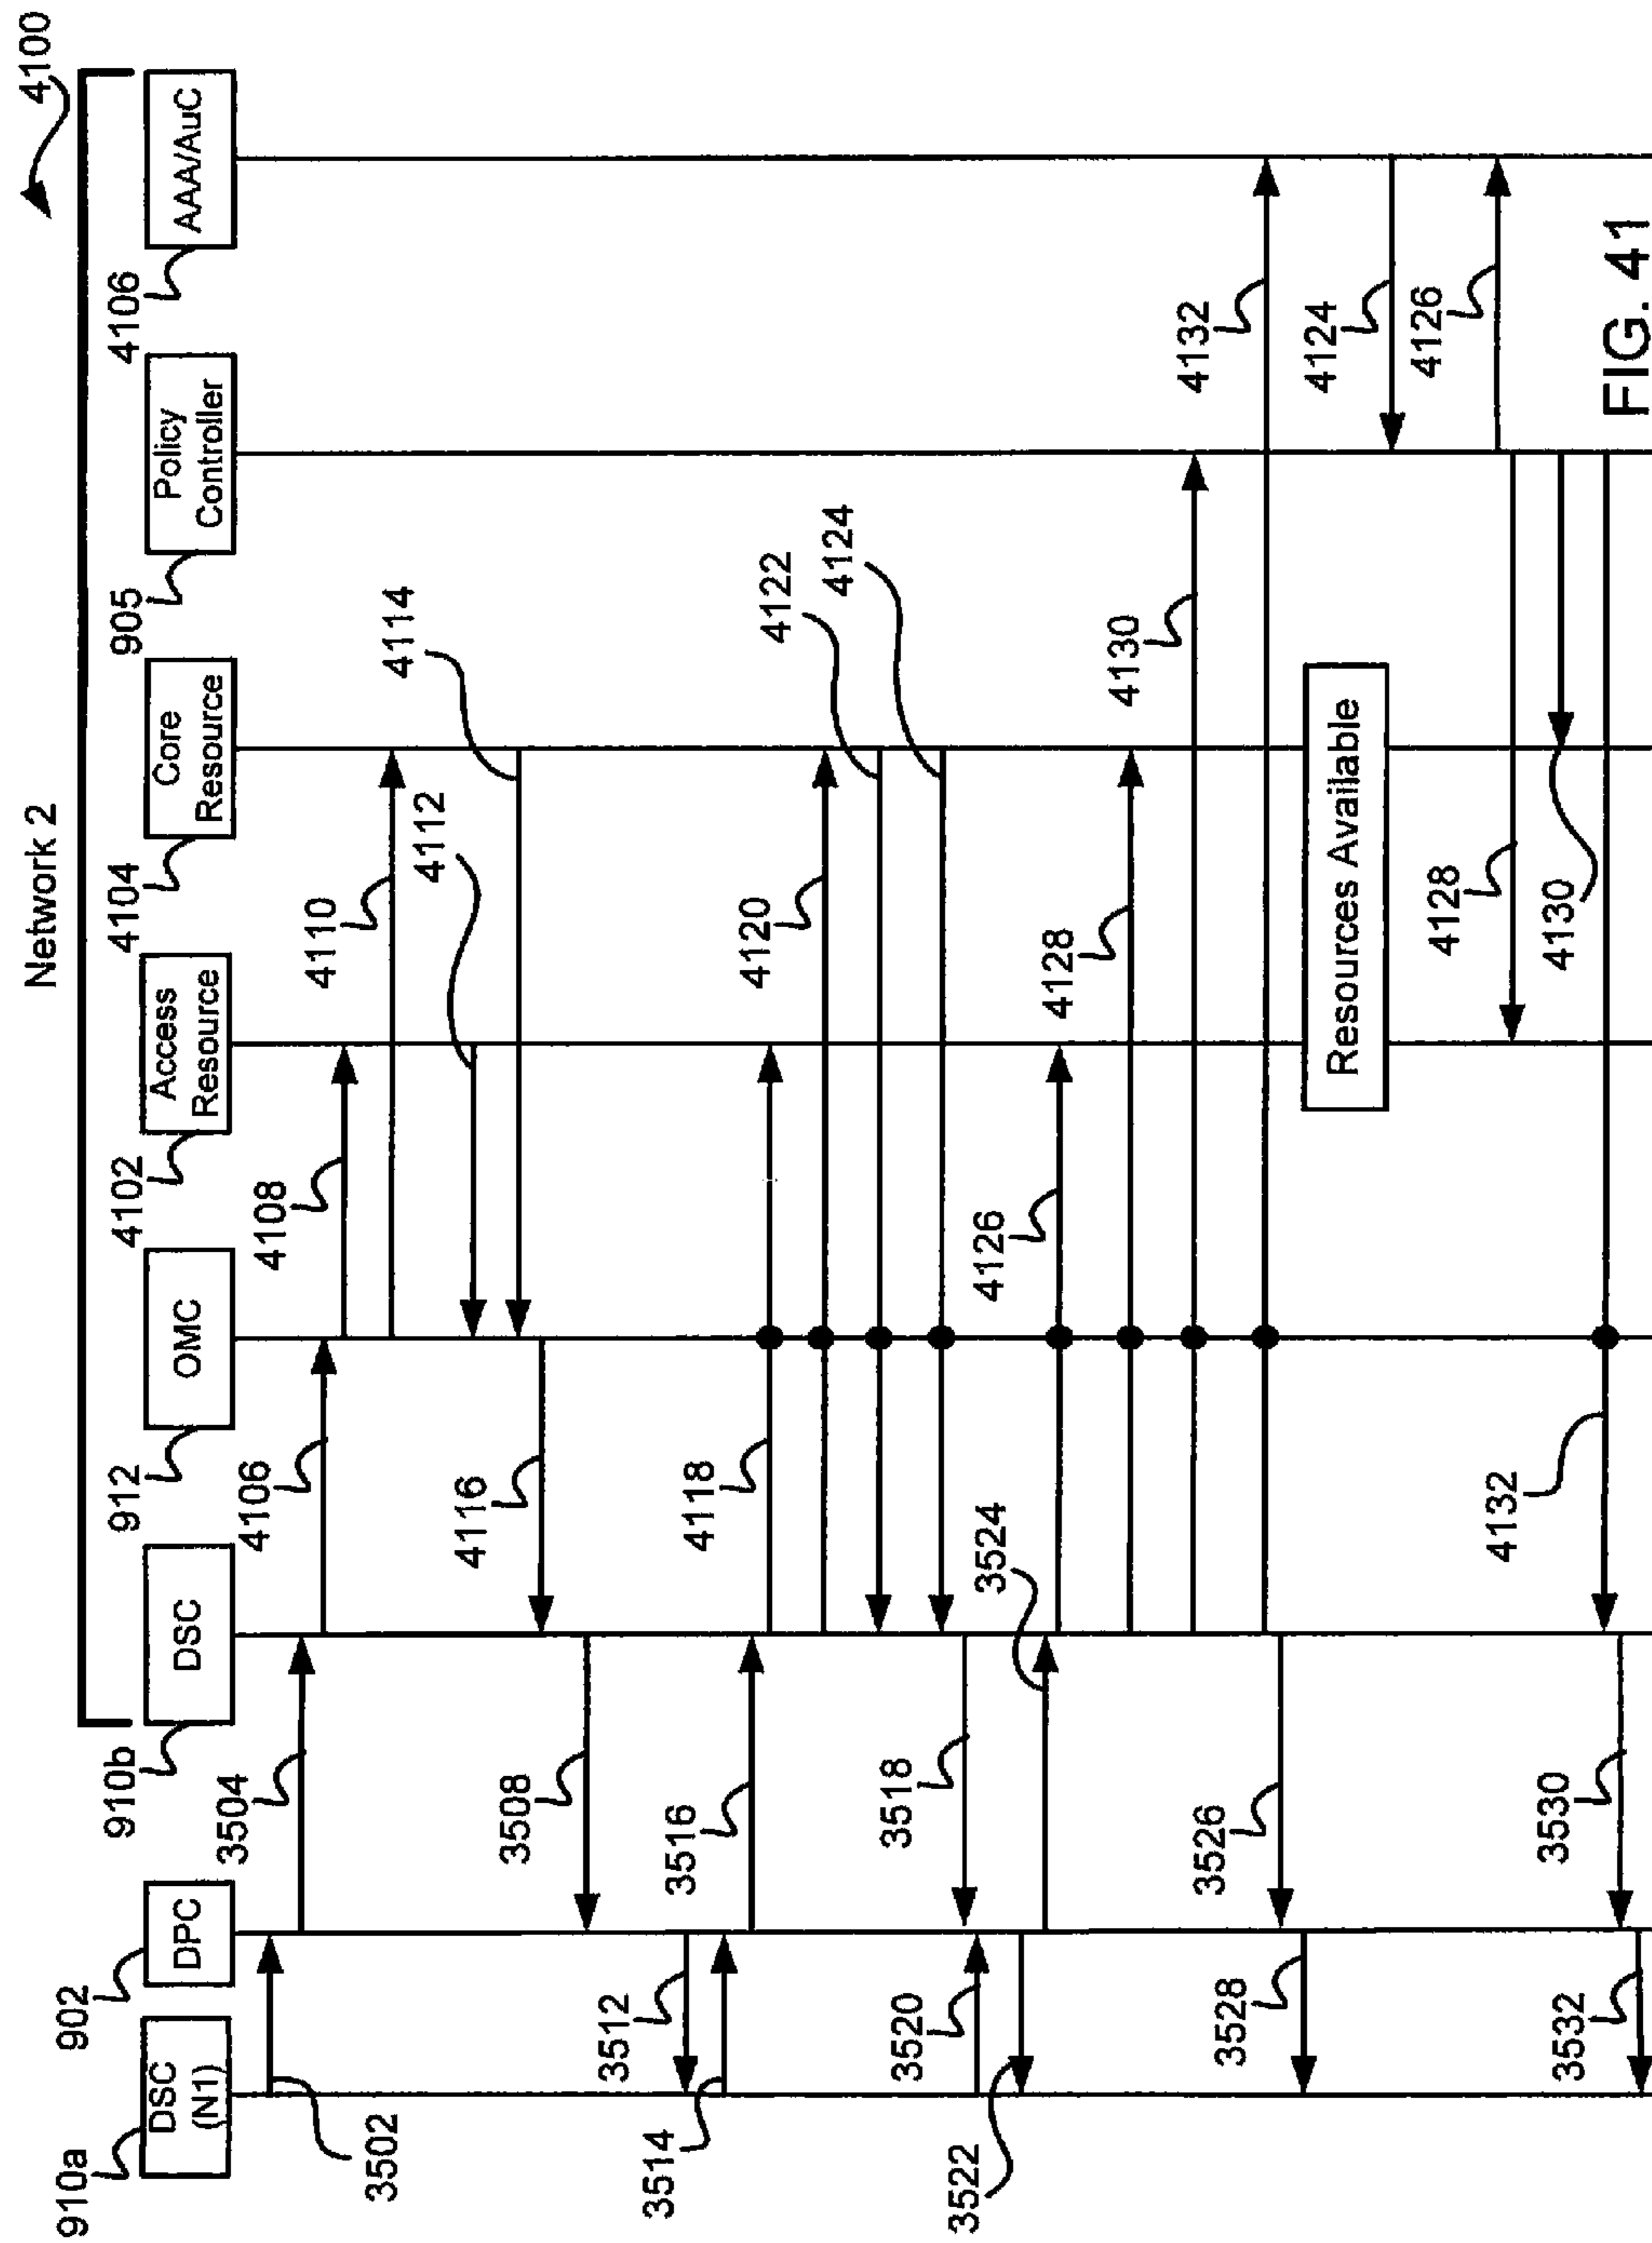 4100
Network 2
910a
902
910b
912
4102
4104
905
4106
DSC
(N1)
DPC
DSC
OMC
Access
Resource
Core
Resource
Policy
Controller
AAA/AuC
3502
3504
4106
4108
4110
4112
4114
4116
3508
3512
3514
3516
4118
4120
4122
4124
3518
3520
3522
3524
4126
4128
4130
4132
3526
3528
Resources Available
4124
4126
4128
4130
4132
3530
3532
FIG. 41